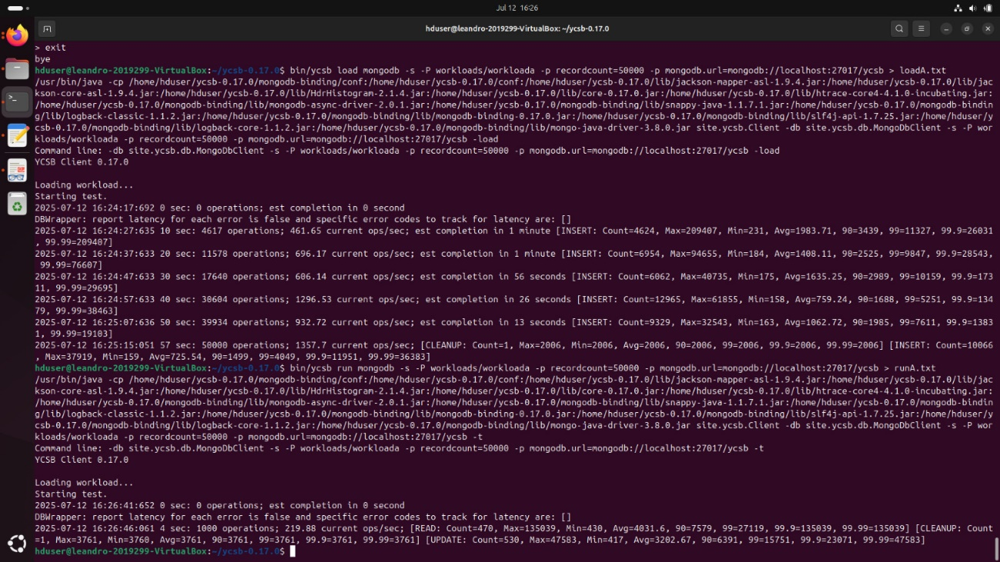 Jul 12 16:26
hduser@leandro-2019299-VirtualBox: ~/ycsb-0.17.0
> exit
bye
hduser@leandro-2019299-VirtualBox:~/ycsb-0.17.0$ bin/ycsb load mongodb -s -P workloads/workloada -p recordcount=50000 -p mongodb.url=mongodb://localhost:27017/ycsb > loadA.txt
/usr/bin/java -cp /home/hduser/ycsb-0.17.0/mongodb-binding/conf:/home/hduser/ycsb-0.17.0/conf:/home/hduser/ycsb-0.17.0/lib/jackson-mapper-asl-1.9.4.jar:/home/hduser/ycsb-0.17.0/lib/jac
kson-core-asl-1.9.4.jar:/home/hduser/ycsb-0.17.0/lib/HdrHistogram-2.1.4.jar:/home/hduser/ycsb-0.17.0/lib/core-0.17.0.jar:/home/hduser/ycsb-0.17.0/lib/htrace-core4-4.1.0-incubating.jar:
/home/hduser/ycsb-0.17.0/mongodb-binding/lib/mongodb-async-driver-2.0.1.jar:/home/hduser/ycsb-0.17.0/mongodb-binding/lib/snappy-java-1.1.7.1.jar:/home/hduser/ycsb-0.17.0/mongodb-bindin
g/lib/logback-classic-1.1.2.jar:/home/hduser/ycsb-0.17.0/mongodb-binding/lib/mongodb-binding-0.17.0.jar:/home/hduser/ycsb-0.17.0/mongodb-binding/lib/slf4j-api-1.7.25.jar:/home/hduser/y
csb-0.17.0/mongodb-binding/lib/logback-core-1.1.2.jar:/home/hduser/ycsb-0.17.0/mongodb-binding/lib/mongo-java-driver-3.8.0.jar site.ycsb.Client -db site.ycsb.db.MongoDbClient -s -P wor
kloads/workloada -p recordcount=50000 -p mongodb.url=mongodb://localhost:27017/ycsb -load
Command line: -db site.ycsb.db.MongoDbClient -s -P workloads/workloada -p recordcount=50000 -p mongodb.url=mongodb://localhost:27017/ycsb -load
YCSB Client 0.17.0
Loading workload...
Starting test.
2025-07-12 16:24:17:692 0 sec: 0 operations; est completion in 0 second
DBWrapper: report latency for each error is false and specific error codes to track for latency are: []
2025-07-12 16:24:27:635 10 sec: 4617 operations; 461.65 current ops/sec; est completion in 1 minute [INSERT: Count=4624, Max=209407, Min=231, Avg=1983.71, 90=3439, 99=11327, 99.9=26031
, 99.99=209407]
2025-07-12 16:24:37:633 20 sec: 11578 operations; 696.17 current ops/sec; est completion in 1 minute [INSERT: Count=6954, Max=94655, Min=184, Avg=1408.11, 90=2525, 99=9847, 99.9=28543,
 99.99=76607]
2025-07-12 16:24:47:633 30 sec: 17640 operations; 606.14 current ops/sec; est completion in 56 seconds [INSERT: Count=6062, Max=40735, Min=175, Avg=1635.25, 90=2989, 99=10159, 99.9=173
11, 99.99=29695]
2025-07-12 16:24:57:633 40 sec: 30604 operations; 1296.53 current ops/sec; est completion in 26 seconds [INSERT: Count=12965, Max=61855, Min=158, Avg=759.24, 90=1688, 99=5251, 99.9=134
79, 99.99=38463]
2025-07-12 16:25:07:636 50 sec: 39934 operations; 932.72 current ops/sec; est completion in 13 seconds [INSERT: Count=9329, Max=32543, Min=163, Avg=1062.72, 90=1985, 99=7611, 99.9=1383
1, 99.99=19103]
2025-07-12 16:25:15:051 57 sec: 50000 operations; 1357.7 current ops/sec; [CLEANUP: Count=1, Max=2006, Min=2006, Avg=2006, 90=2006, 99=2006, 99.9=2006, 99.99=2006] [INSERT: Count=10066
, Max=37919, Min=159, Avg=725.54, 90=1499, 99=4049, 99.9=11951, 99.99=36383]
hduser@leandro-2019299-VirtualBox:~/ycsb-0.17.0$ bin/ycsb run mongodb -s -P workloads/workloada -p recordcount=50000 -p mongodb.url=mongodb://localhost:27017/ycsb > runA.txt
/usr/bin/java -cp /home/hduser/ycsb-0.17.0/mongodb-binding/conf:/home/hduser/ycsb-0.17.0/conf:/home/hduser/ycsb-0.17.0/lib/jackson-mapper-asl-1.9.4.jar:/home/hduser/ycsb-0.17.0/lib/jac
kson-core-asl-1.9.4.jar:/home/hduser/ycsb-0.17.0/lib/HdrHistogram-2.1.4.jar:/home/hduser/ycsb-0.17.0/lib/core-0.17.0.jar:/home/hduser/ycsb-0.17.0/lib/htrace-core4-4.1.0-incubating.jar:
/home/hduser/ycsb-0.17.0/mongodb-binding/lib/mongodb-async-driver-2.0.1.jar:/home/hduser/ycsb-0.17.0/mongodb-binding/lib/snappy-java-1.1.7.1.jar:/home/hduser/ycsb-0.17.0/mongodb-bindin
g/lib/logback-classic-1.1.2.jar:/home/hduser/ycsb-0.17.0/mongodb-binding/lib/mongodb-binding-0.17.0.jar:/home/hduser/ycsb-0.17.0/mongodb-binding/lib/slf4j-api-1.7.25.jar:/home/hduser/y
csb-0.17.0/mongodb-binding/lib/logback-core-1.1.2.jar:/home/hduser/ycsb-0.17.0/mongodb-binding/lib/mongo-java-driver-3.8.0.jar site.ycsb.Client -db site.ycsb.db.MongoDbClient -s -P wor
kloads/workloada -p recordcount=50000 -p mongodb.url=mongodb://localhost:27017/ycsb -t
Command line: -db site.ycsb.db.MongoDbClient -s -P workloads/workloada -p recordcount=50000 -p mongodb.url=mongodb://localhost:27017/ycsb -t
YCSB Client 0.17.0
Loading workload...
Starting test.
2025-07-12 16:26:41:652 0 sec: 0 operations; est completion in 0 second
DBWrapper: report latency for each error is false and specific error codes to track for latency are: []
2025-07-12 16:26:46:061 4 sec: 1000 operations; 219.88 current ops/sec; [READ: Count=470, Max=135039, Min=430, Avg=4031.6, 90=7579, 99=27119, 99.9=135039, 99.99=135039] [CLEANUP: Count
=1, Max=3761, Min=3760, Avg=3761, 90=3761, 99=3761, 99.9=3761, 99.99=3761] [UPDATE: Count=530, Max=47583, Min=417, Avg=3202.67, 90=6391, 99=15751, 99.9=23071, 99.99=47583]
hduser@leandro-2019299-VirtualBox:~/ycsb-0.17.0$